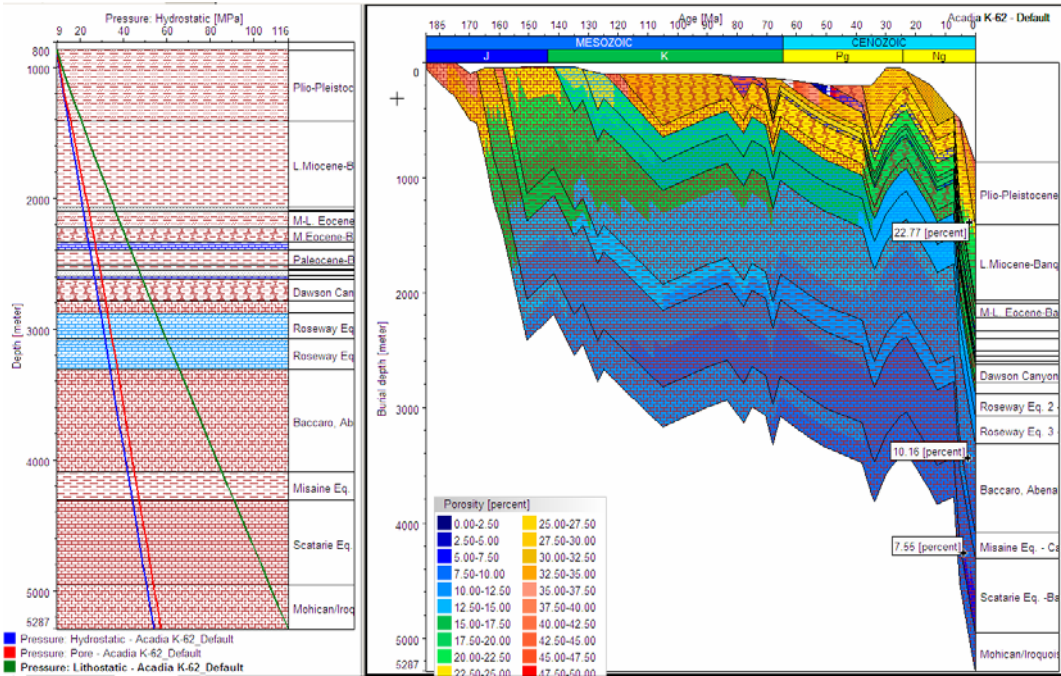 Pressure: Hydrostatic [MPa]
9 20 40 60 80 100 116
800
1000
2000
3000
4000
5000
5287
Depth [meter]
Plio-Pleistoc
L.Miocene-Ba
M-L. Eocene
M.Eocene-B
Paleocene-B
Dawson Can
Roseway Eq.
Roseway Eq.
Baccaro, Ab
Misaine Eq.
Scatarie Eq.
Mohican/Iroq
Pressure: Hydrostatic - Acadia K-62_Default
Pressure: Pore - Acadia K-62_Default
Pressure: Lithostatic - Acadia K-62_Default
185 170 160 150 140 130 120 110 100 90 80 70 60 50 40 30 20 10 0
Age [Ma]
Acadia K-62 - Default
MESOZOIC CENOZOIC
J K Pg Ng
0
1000
2000
3000
4000
5000
5287
Burial depth [meter]
22.77 [percent]
10.16 [percent]
7.55 [percent]
Plio-Pleistocene
L.Miocene-Banq
M-L. Eocene-Ba
Dawson Canyon
Roseway Eq. 2
Roseway Eq. 3
Baccaro, Abena
Misaine Eq. - Ca
Scatarie Eq. -Ba
Mohican/Iroquois
Porosity [percent]
0.00-2.50 25.00-27.50
2.50-5.00 27.50-30.00
5.00-7.50 30.00-32.50
7.50-10.00 32.50-35.00
10.00-12.50 35.00-37.50
12.50-15.00 37.50-40.00
15.00-17.50 40.00-42.50
17.50-20.00 42.50-45.00
20.00-22.50 45.00-47.50
22.50-25.00 47.50-50.00